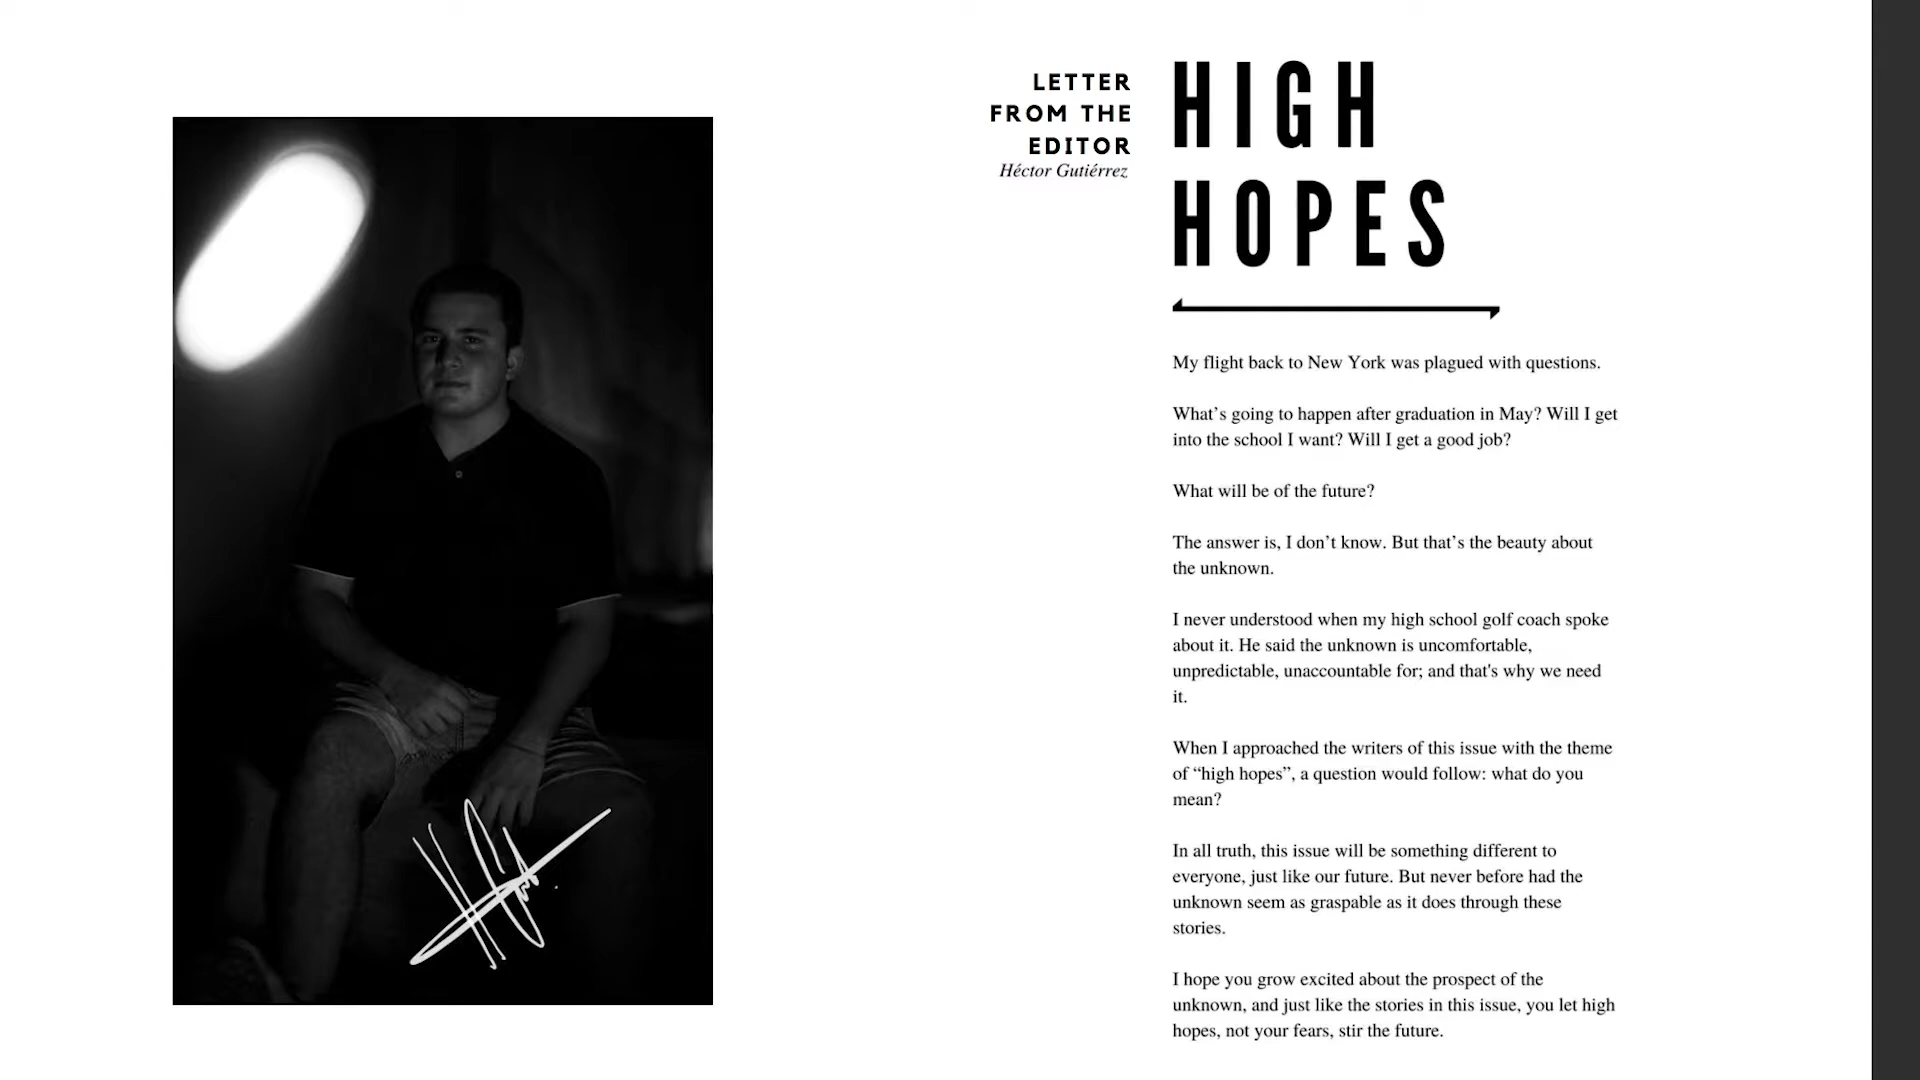 LETTER
FROM THE
EDITOR
Héctor Gutiérrez
HIGH
HOPES
My flight back to New York was plagued with questions.
What’s going to happen after graduation in May? Will I get
into the school I want? Will I get a good job?
What will be of the future?
The answer is, I don’t know. But that’s the beauty about
the unknown.
I never understood when my high school golf coach spoke
about it. He said the unknown is uncomfortable,
unpredictable, unaccountable for; and that's why we need
it.
When I approached the writers of this issue with the theme
of “high hopes”, a question would follow: what do you
mean?
In all truth, this issue will be something different to
everyone, just like our future. But never before had the
unknown seem as graspable as it does through these
stories.
I hope you grow excited about the prospect of the
unknown, and just like the stories in this issue, you let high
hopes, not your fears, stir the future.